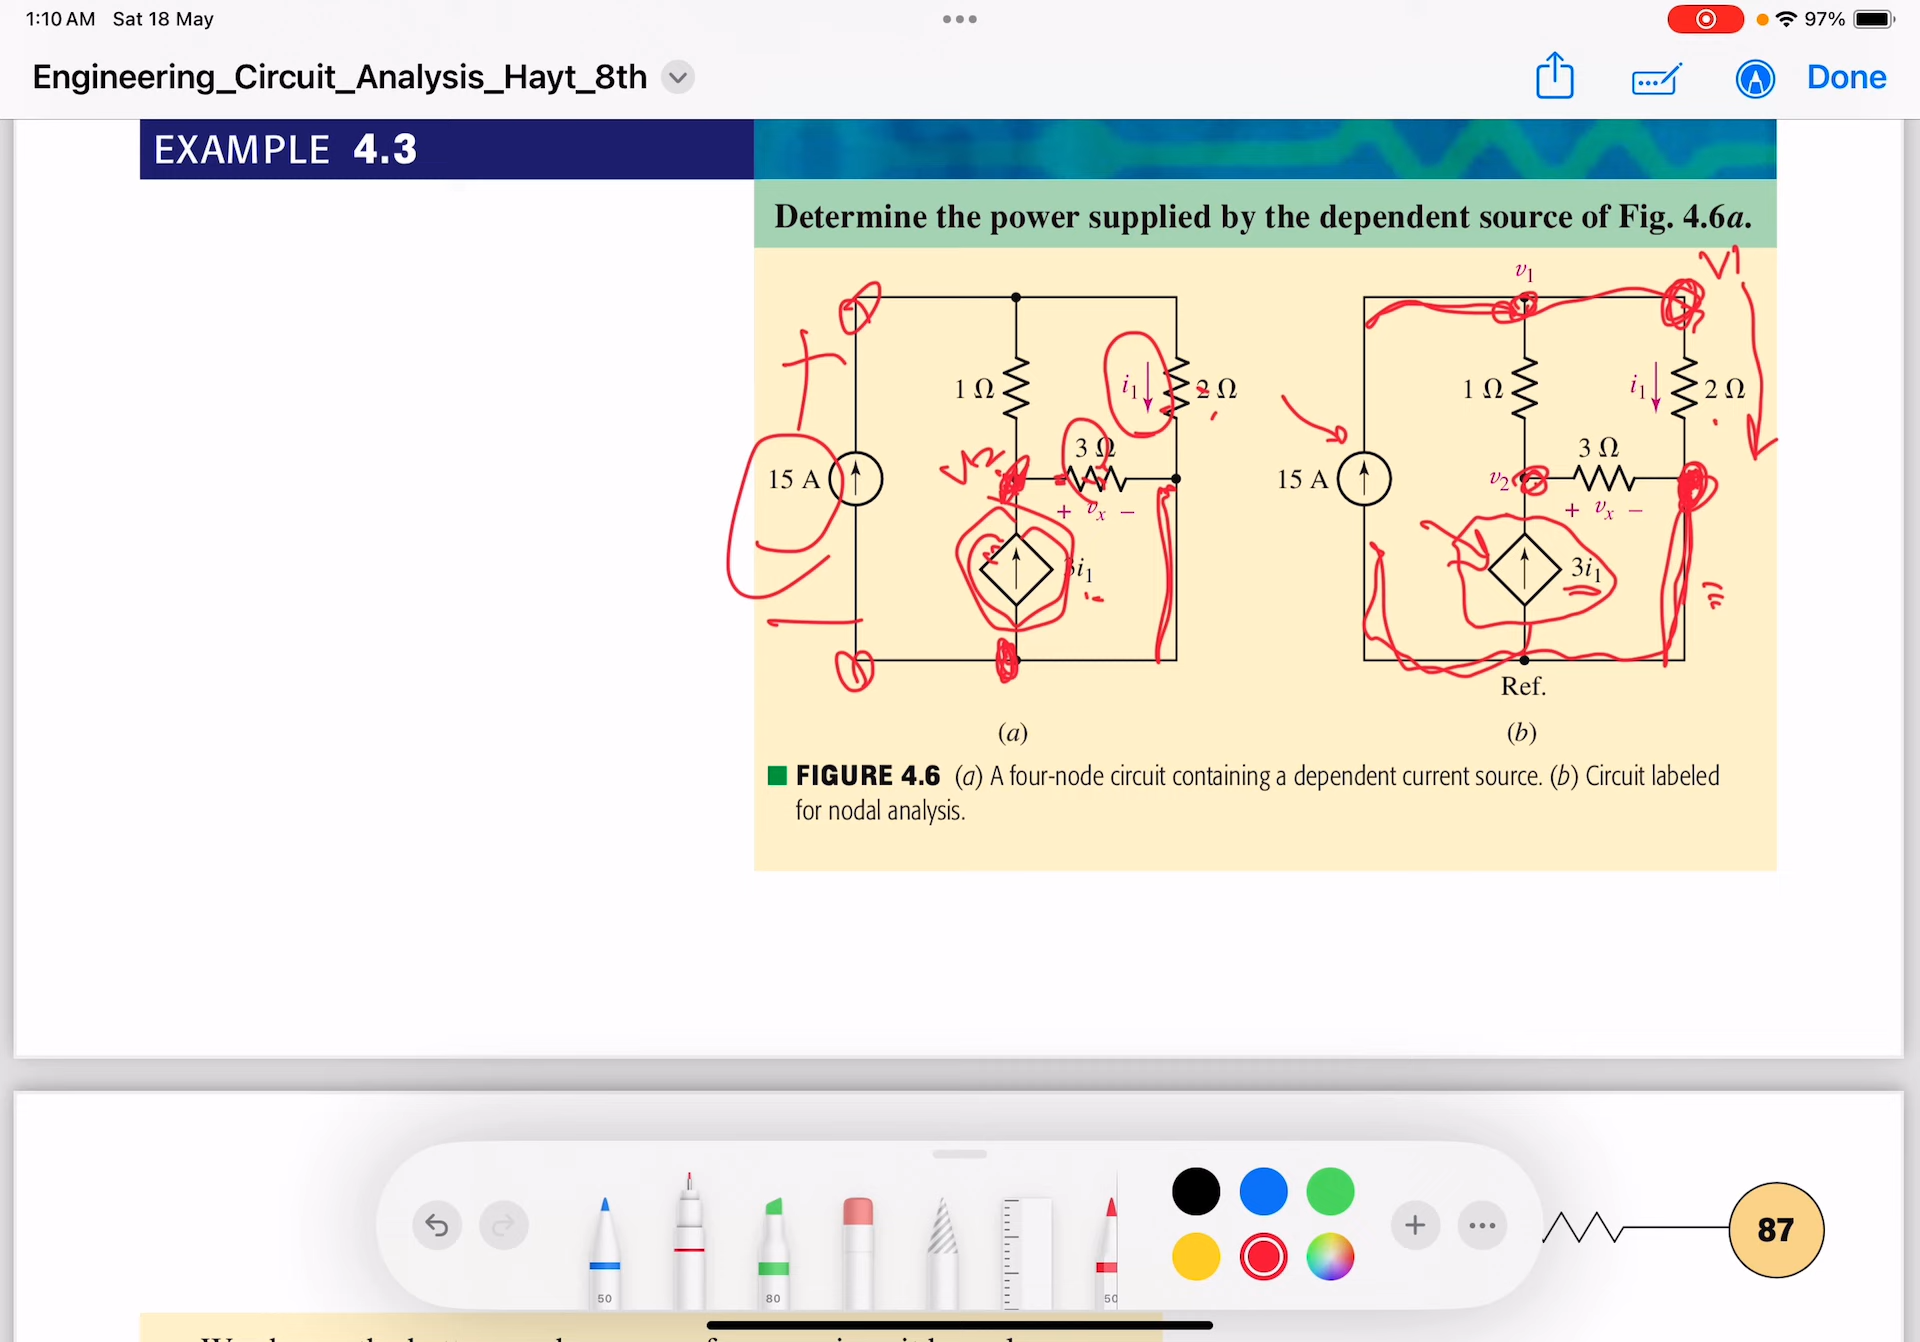 1:10 AM Sat 18 May
97%
Engineering_Circuit_Analysis_Hayt_8th
Done
EXAMPLE 4.3
Determine the power supplied by the dependent source of Fig. 4.6a.
V1
v1
1 Ω
i1
2 Ω
3 Ω
15 A
V2
+ vx −
3i1
+
−
(a)
1 Ω
i1
2 Ω
3 Ω
15 A
v2
+ vx −
3i1
Ref.
(b)
FIGURE 4.6 (a) A four-node circuit containing a dependent current source. (b) Circuit labeled
for nodal analysis.
50
80
50
87